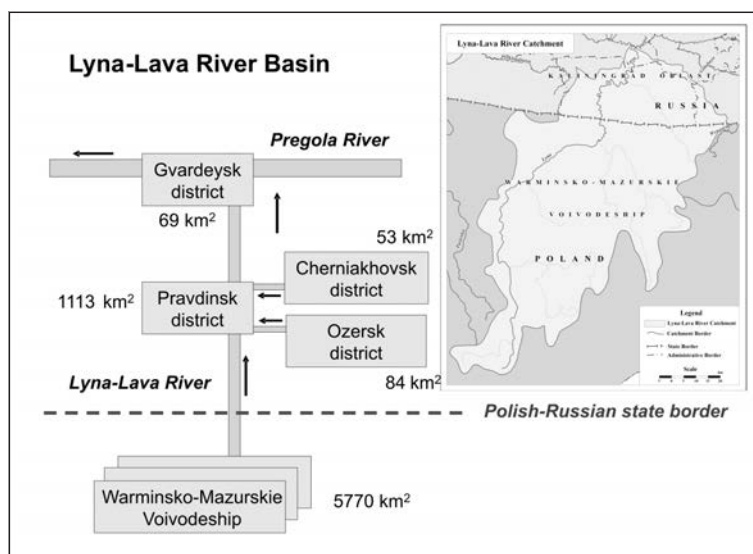 Lyna-Lava River Basin
Pregola River
Gvardeysk
district
69 km²
53 km²
Cherniakhovsk
district
1113 km²
Pravdinsk
district
Ozersk
district
84 km²
Lyna-Lava River
Polish-Russian state border
Warminsko-Mazurskie
Voivodeship
5770 km²
Lyna-Lava River Catchment
KALININGRAD OBLAST
RUSSIA
WARMINSKO-MAZURSKIE
VOIVODESHIP
POLAND
Legend
Lyna-Lava River Catchment
Catchment Border
State Border
Administrative Border
Scale